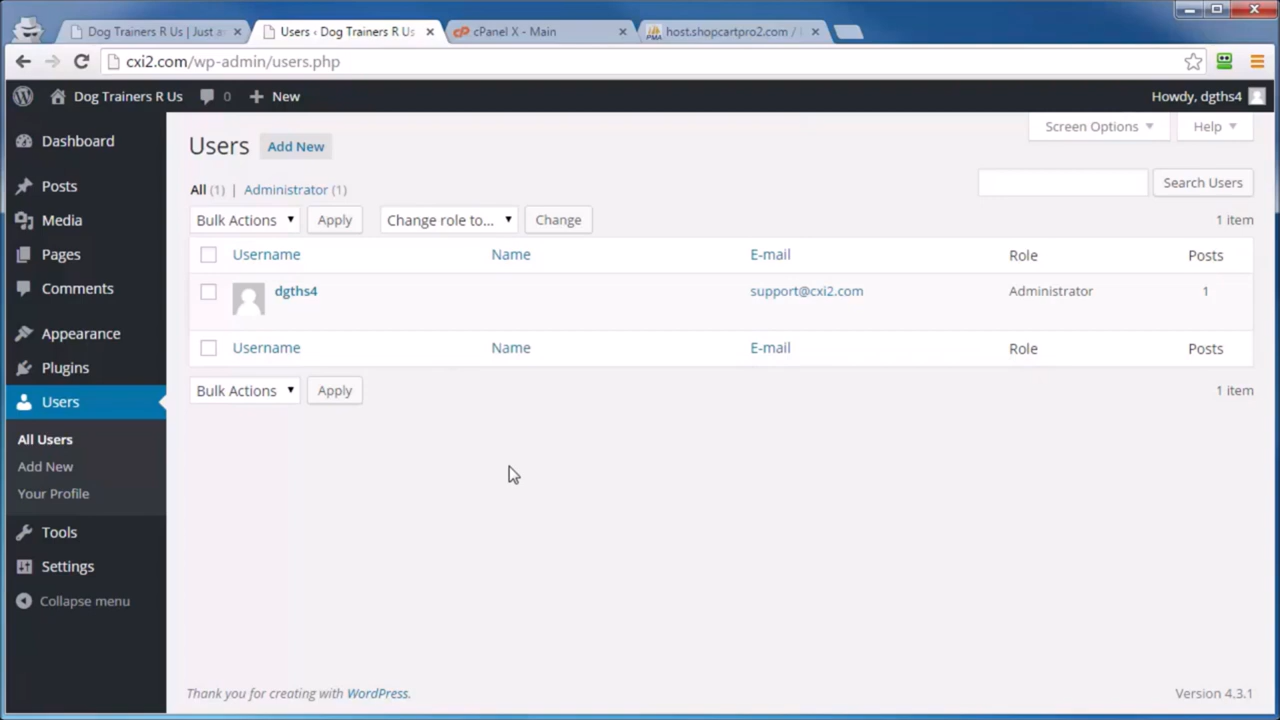 Dog Trainers R Us | Just a
Users ‹ Dog Trainers R Us
cPanel X - Main
host.shopcartpro2.com /
cxi2.com/wp-admin/users.php
Dog Trainers R Us 0 New Howdy, dgths4
Dashboard
Posts
Media
Pages
Comments
Appearance
Plugins
Users
All Users
Add New
Your Profile
Tools
Settings
Collapse menu
Screen Options Help
Users Add New
All (1) | Administrator (1)
Search Users
Bulk Actions Apply Change role to... Change 1 item
Username Name E-mail Role Posts
dgths4 support@cxi2.com Administrator 1
Username Name E-mail Role Posts
Bulk Actions Apply 1 item
Thank you for creating with WordPress. Version 4.3.1